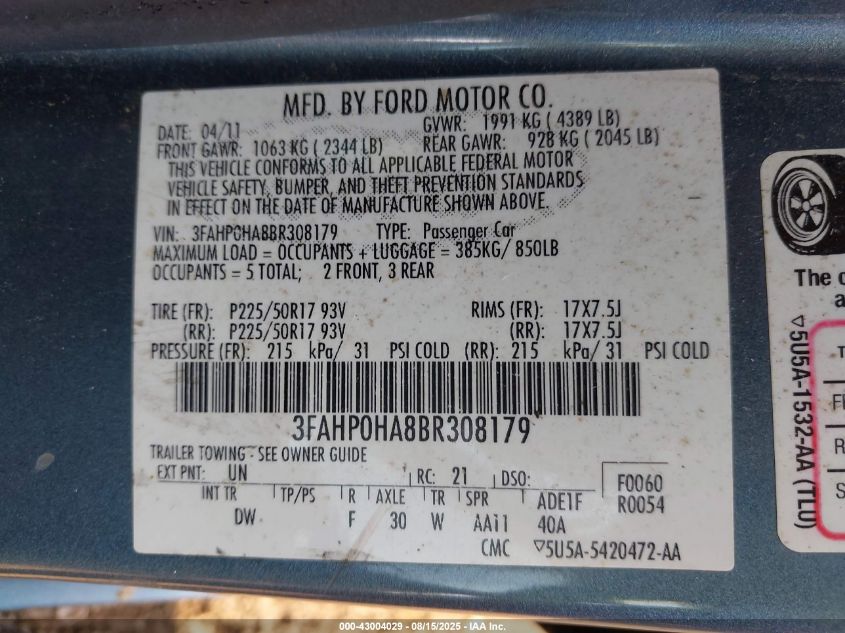 MFD. BY FORD MOTOR CO.
DATE: 04/11 GVWR: 1991 KG ( 4389 LB)
FRONT GAWR: 1063 KG ( 2344 LB) REAR GAWR: 928 KG ( 2045 LB)
THIS VEHICLE CONFORMS TO ALL APPLICABLE FEDERAL MOTOR
VEHICLE SAFETY, BUMPER, AND THEFT PREVENTION STANDARDS
IN EFFECT ON THE DATE OF MANUFACTURE SHOWN ABOVE.
VIN: 3FAHP0HA8BR308179 TYPE: Passenger Car
MAXIMUM LOAD = OCCUPANTS + LUGGAGE = 385KG/ 850LB
OCCUPANTS = 5 TOTAL; 2 FRONT, 3 REAR
TIRE (FR): P225/50R17 93V RIMS (FR): 17X7.5J
(RR): P225/50R17 93V (RR): 17X7.5J
PRESSURE (FR): 215 kPa/ 31 PSI COLD (RR): 215 kPa/ 31 PSI COLD
3FAHP0HA8BR308179
TRAILER TOWING - SEE OWNER GUIDE
EXT PNT: UN RC: 21 DSO: F0060
INT TR TP/PS R AXLE TR SPR ADE1F R0054
DW F 30 W AA11 40A
CMC ▽5U5A-5420472-AA
The
a
▽5U5A-1532-AA (TLU)
T
F
R
S
000-43004029 - 08/15/2025 - IAA Inc.